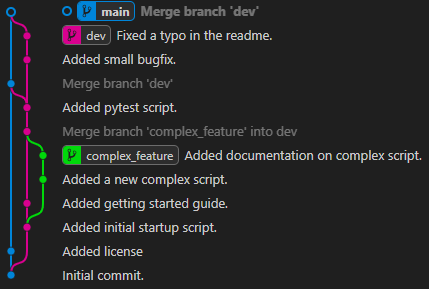 main Merge branch 'dev'
dev Fixed a typo in the readme.
Added small bugfix.
Merge branch 'dev'
Added pytest script.
Merge branch 'complex_feature' into dev
complex_feature Added documentation on complex script.
Added a new complex script.
Added getting started guide.
Added initial startup script.
Added license
Initial commit.